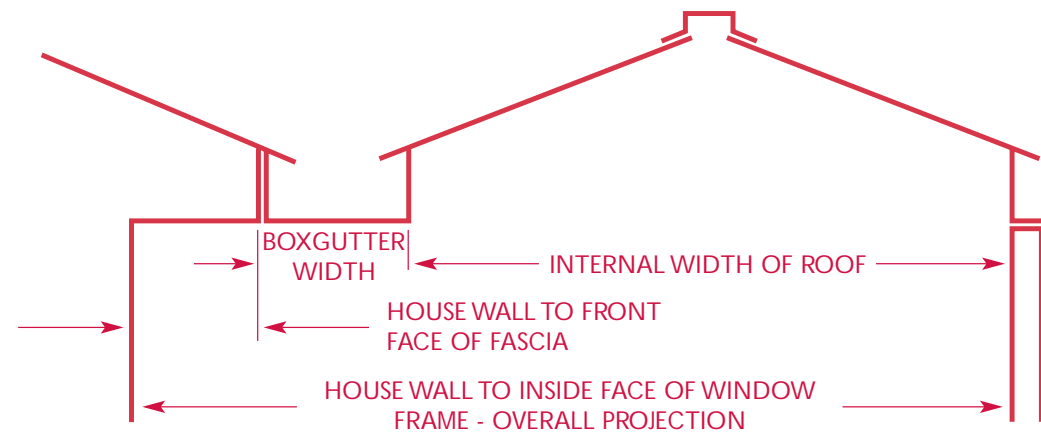 BOXGUTTER
WIDTH
INTERNAL WIDTH OF ROOF
HOUSE WALL TO FRONT
FACE OF FASCIA
HOUSE WALL TO INSIDE FACE OF WINDOW
FRAME - OVERALL PROJECTION